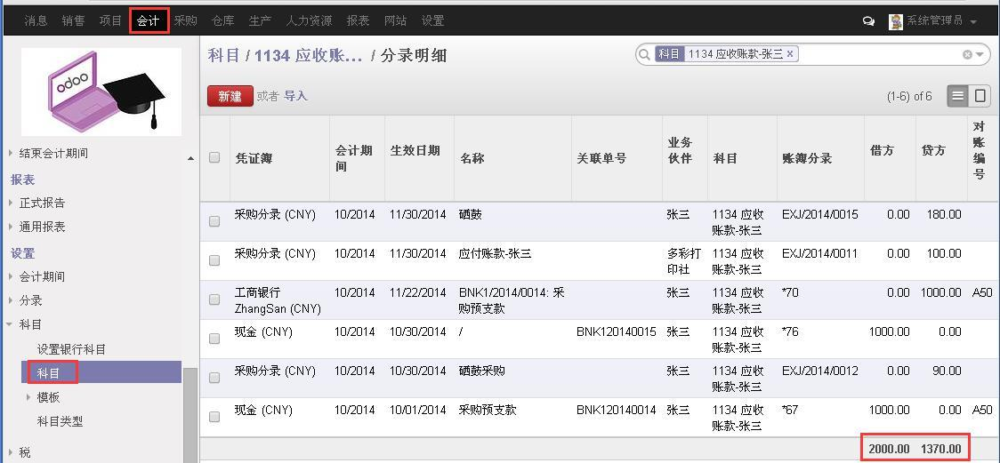 消息 销售 项目 会计 采购 仓库 生产 人力资源 报表 网站 设置 系统管理员
odoo
结束会计期间
报表
正式报告
通用报表
设置
会计期间
分录
科目
设置银行科目
科目
模板
科目类型
税
科目 / 1134 应收账... / 分录明细
科目 1134 应收账款-张三 x
新建 或者 导入
(1-6) of 6
凭证簿 会计期间 生效日期 名称 关联单号 业务伙伴 科目 账簿分录 借方 贷方 对账编号
采购分录 (CNY) 10/2014 11/30/2014 硒鼓 张三 1134 应收账款-张三 EXJ/2014/0015 0.00 180.00
采购分录 (CNY) 10/2014 11/30/2014 应付账款-张三 多彩打印社 1134 应收账款-张三 EXJ/2014/0011 0.00 100.00
工商银行 ZhangSan (CNY) 10/2014 11/22/2014 BNK1/2014/0014: 采购预支款 张三 1134 应收账款-张三 *70 0.00 1000.00 A50
现金 (CNY) 10/2014 10/30/2014 / BNK120140015 张三 1134 应收账款-张三 *76 1000.00 0.00
采购分录 (CNY) 10/2014 10/30/2014 硒鼓采购 张三 1134 应收账款-张三 EXJ/2014/0012 0.00 90.00
现金 (CNY) 10/2014 10/01/2014 采购预支款 BNK120140014 张三 1134 应收账款-张三 *67 1000.00 0.00 A50
2000.00 1370.00